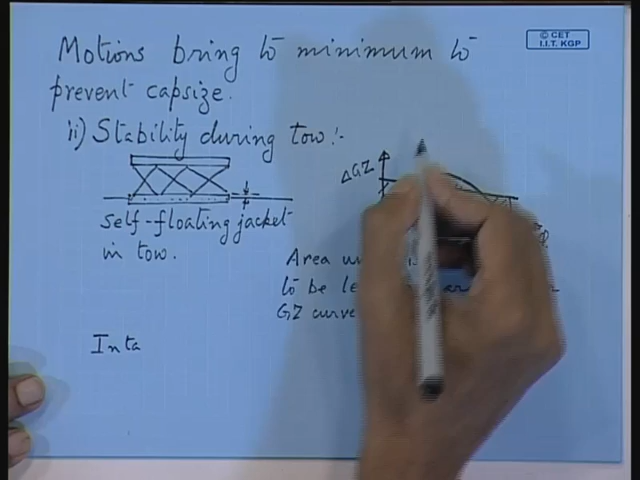 Motions bring to minimum to
prevent capsize.
© CET
I.I.T. KGP
ii) Stability during tow :-
ΔGZ
self-floating jacket
in tow.
Area
to be
GZ curve
Inta